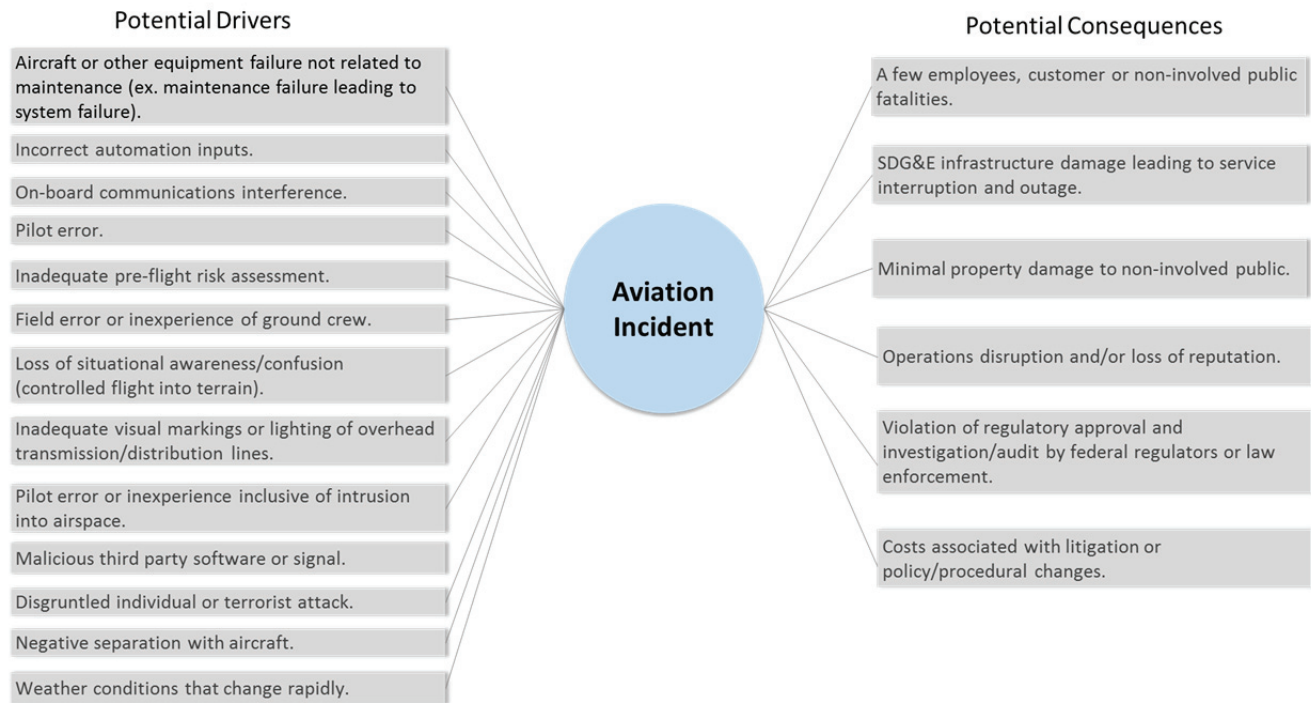 Potential Drivers
Aircraft or other equipment failure not related to
maintenance (ex. maintenance failure leading to
system failure).
Incorrect automation inputs.
On-board communications interference.
Pilot error.
Inadequate pre-flight risk assessment.
Field error or inexperience of ground crew.
Loss of situational awareness/confusion
(controlled flight into terrain).
Inadequate visual markings or lighting of overhead
transmission/distribution lines.
Pilot error or inexperience inclusive of intrusion
into airspace.
Malicious third party software or signal.
Disgruntled individual or terrorist attack.
Negative separation with aircraft.
Weather conditions that change rapidly.
Aviation
Incident
Potential Consequences
A few employees, customer or non-involved public
fatalities.
SDG&E infrastructure damage leading to service
interruption and outage.
Minimal property damage to non-involved public.
Operations disruption and/or loss of reputation.
Violation of regulatory approval and
investigation/audit by federal regulators or law
enforcement.
Costs associated with litigation or
policy/procedural changes.